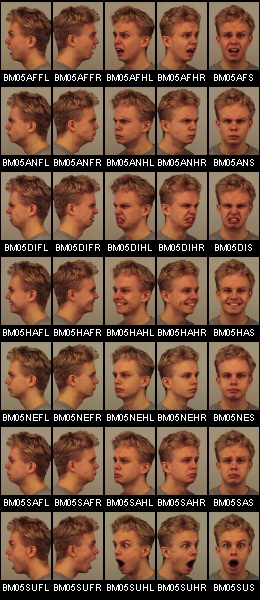 BM05AFFL BM05AFFR BM05AFHL BM05AFHR BM05AFS
BM05ANFL BM05ANFR BM05ANHL BM05ANHR BM05ANS
BM05DIFL BM05DIFR BM05DIHL BM05DIHR BM05DIS
BM05HAFL BM05HAFR BM05HAHL BM05HAHR BM05HAS
BM05NEFL BM05NEFR BM05NEHL BM05NEHR BM05NES
BM05SAFL BM05SAFR BM05SAHL BM05SAHR BM05SAS
BM05SUFL BM05SUFR BM05SUHL BM05SUHR BM05SUS